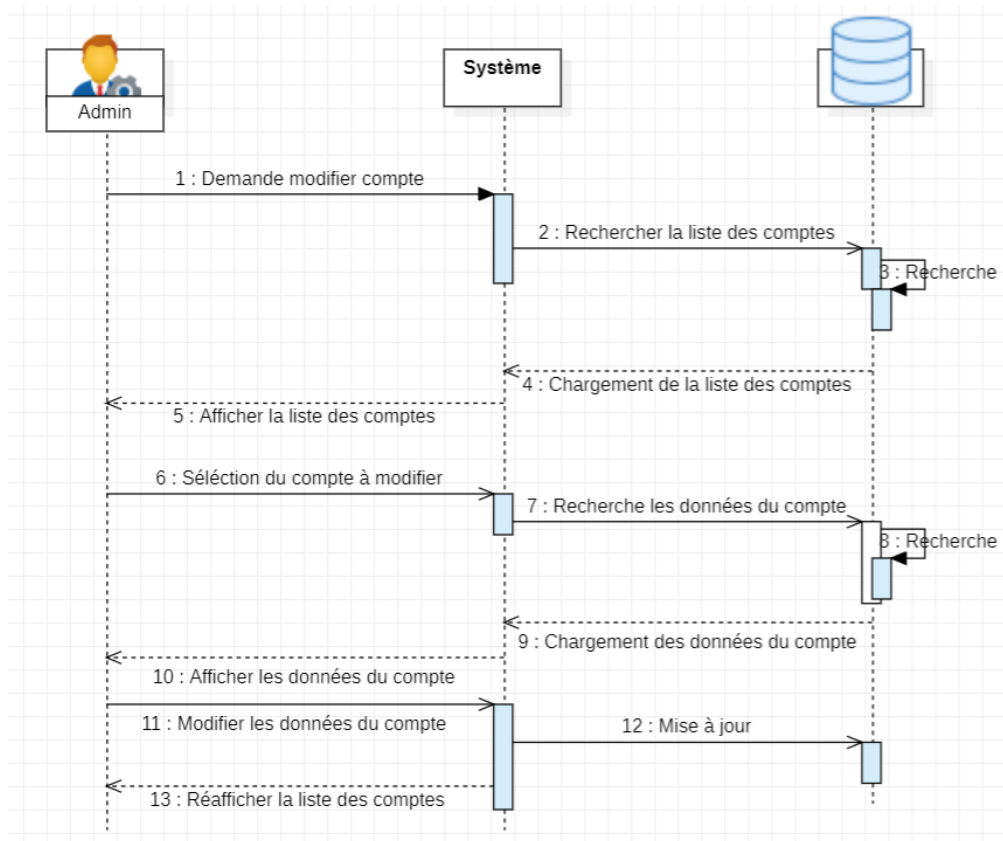 Admin
Système
1 : Demande modifier compte
2 : Rechercher la liste des comptes
3 : Recherche
4 : Chargement de la liste des comptes
5 : Afficher la liste des comptes
6 : Séléction du compte à modifier
7 : Recherche les données du compte
8 : Recherche
9 : Chargement des données du compte
10 : Afficher les données du compte
11 : Modifier les données du compte
12 : Mise à jour
13 : Réafficher la liste des comptes